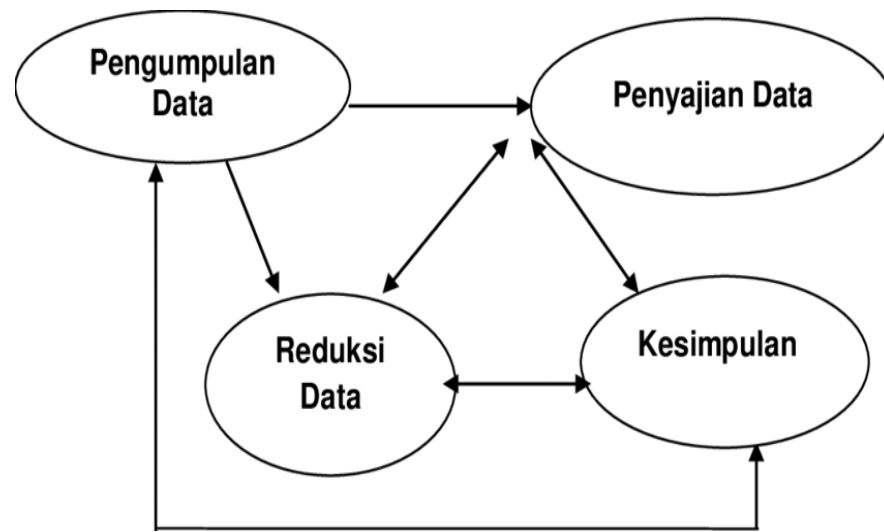 Pengumpulan
Data
Penyajian Data
Reduksi
Data
Kesimpulan